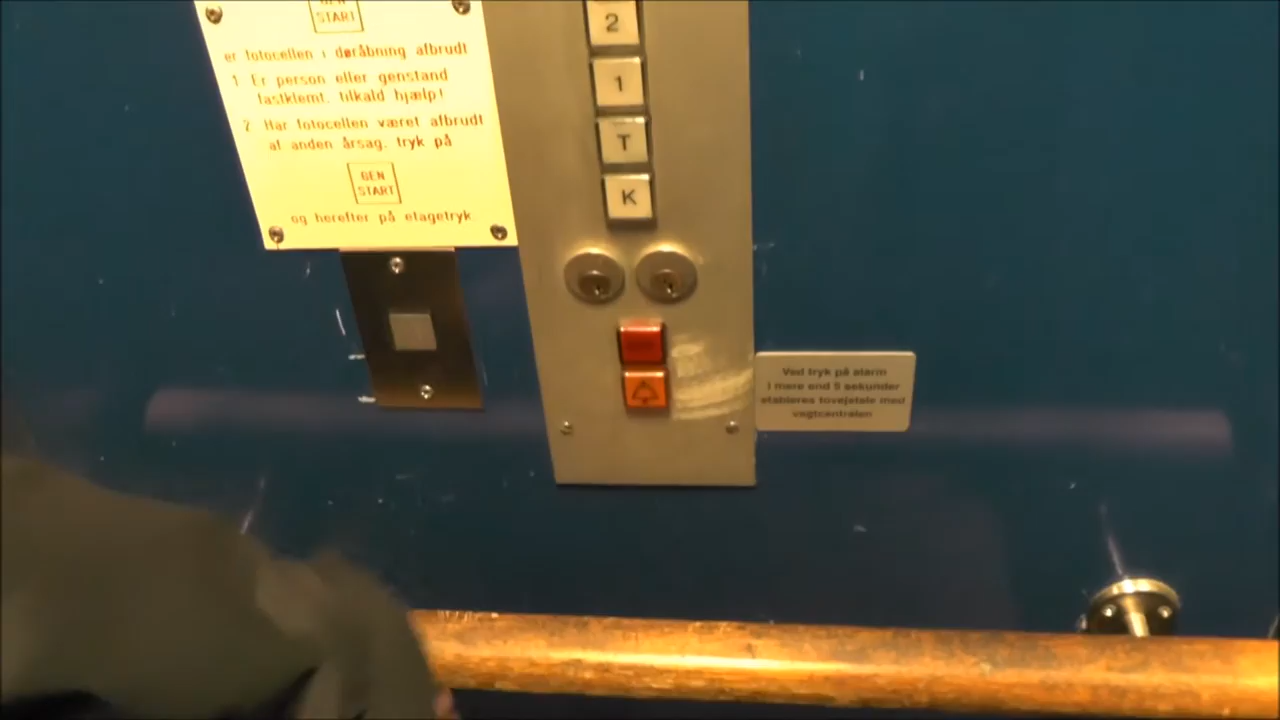 GEN
START
er fotocellen i døråbning afbrudt
1 Er person eller genstand
fastklemt. tilkald hjælp!
2 Har fotocellen været afbrudt
af anden årsag. tryk på
GEN
START
og herefter på etagetryk
2
1
T
K
Ved tryk på alarm
i mere end 5 sekunder
etableres tovejstale med
vagtcentralen